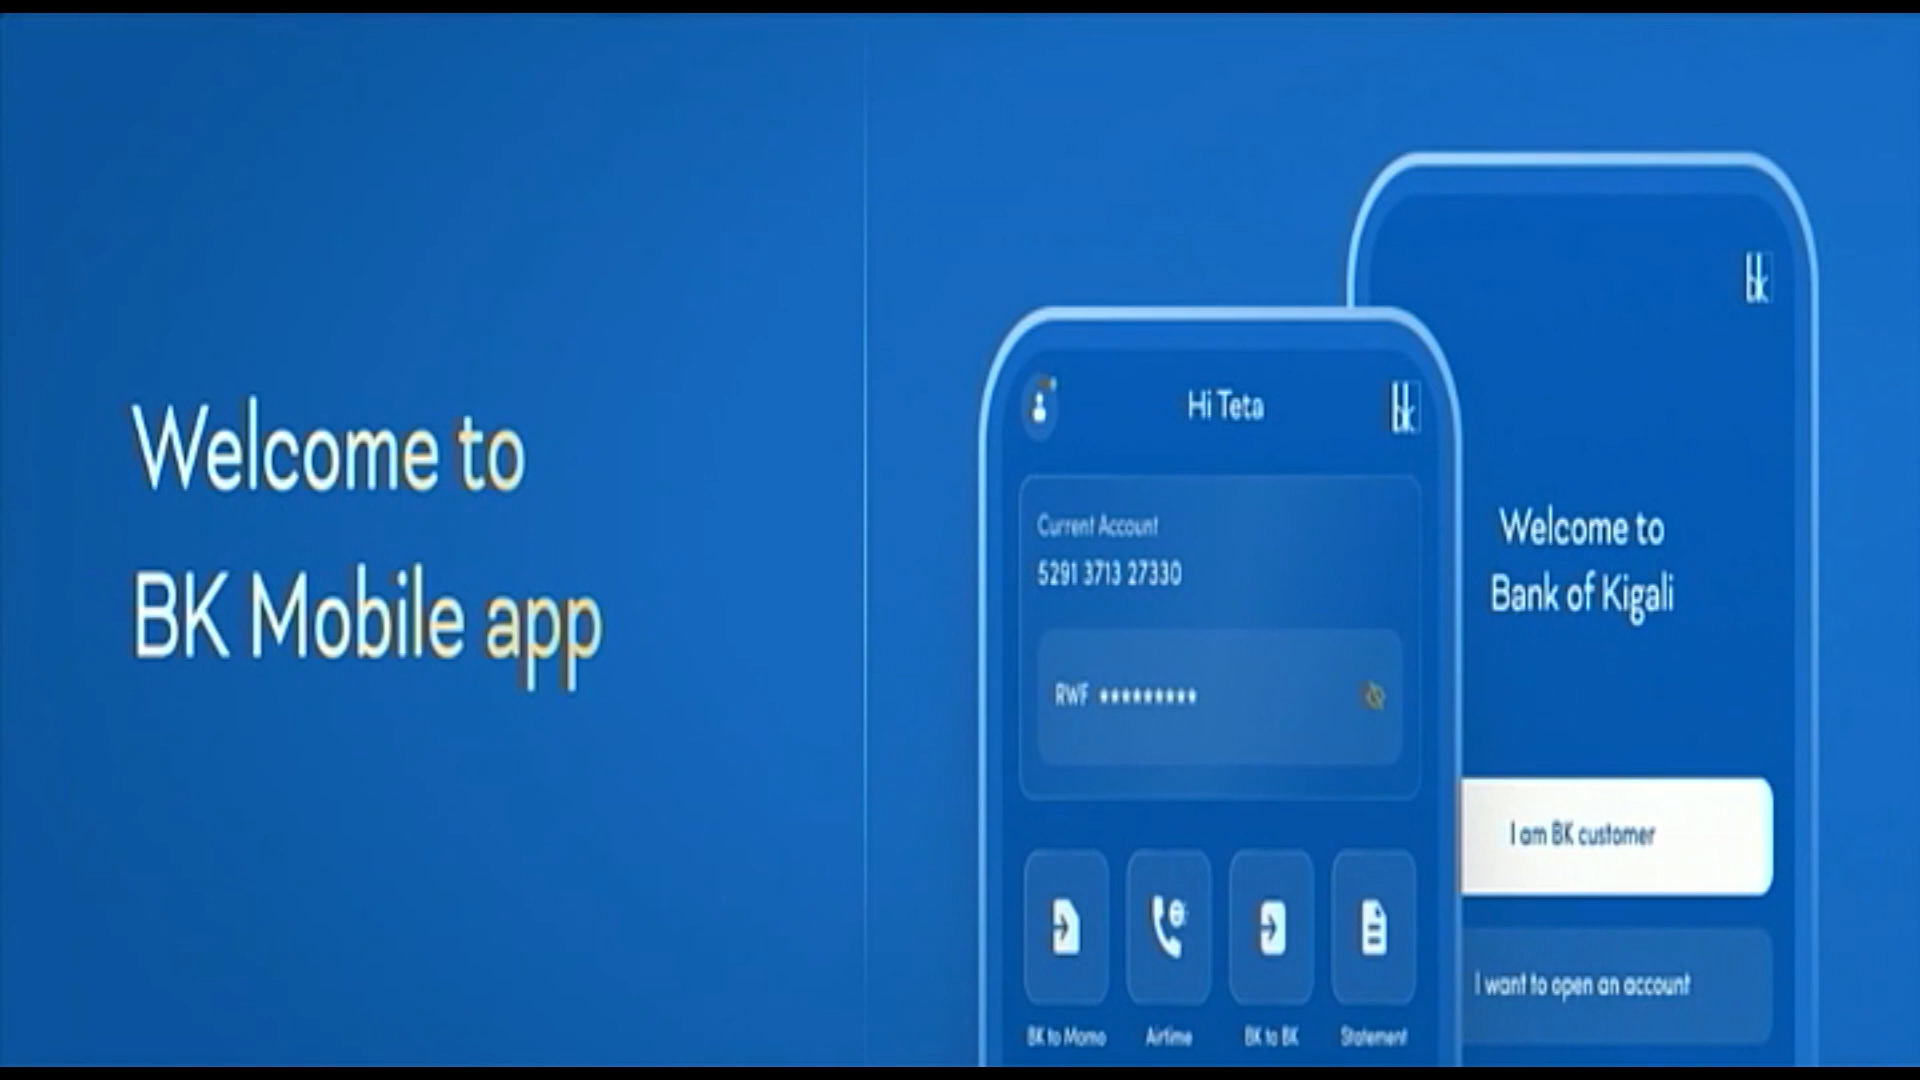 Welcome to
BK Mobile app
Hi Teta
bk
Current Account
5291 3713 27330
RWF *********
BK to Momo
Airtime
BK to BK
Statement
bk
Welcome to
Bank of Kigali
I am BK customer
I want to open an account